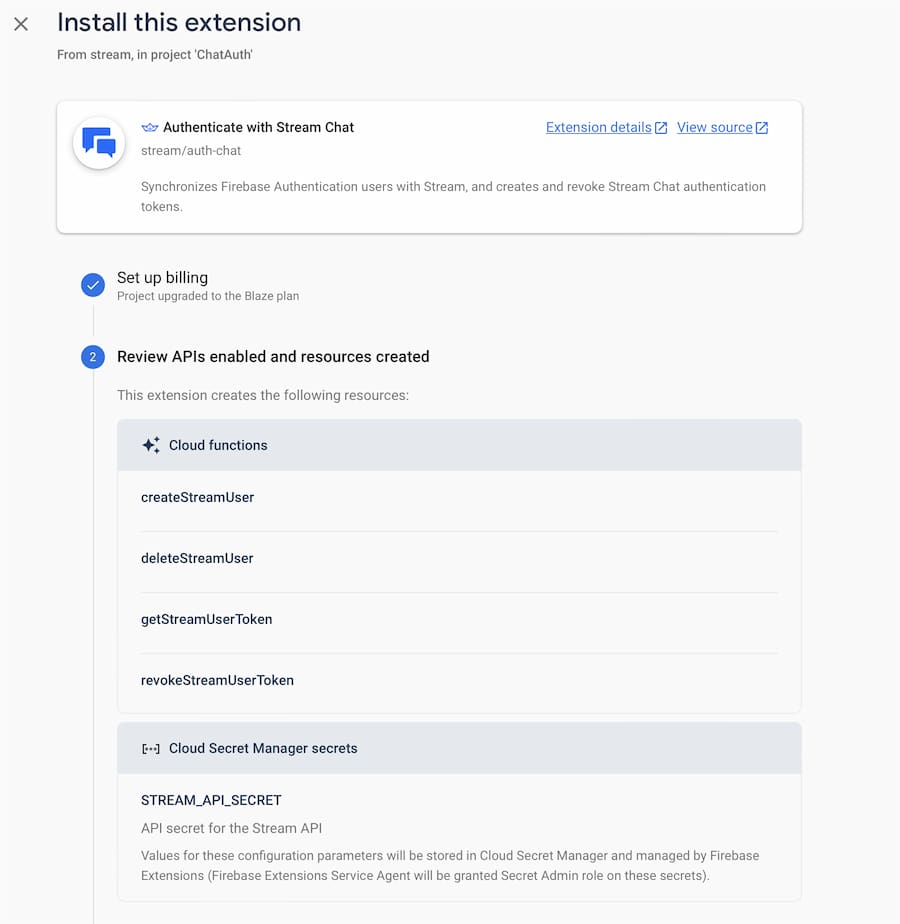 Install this extension
From stream, in project 'ChatAuth'
Authenticate with Stream Chat
Extension details
View source
stream/auth-chat
Synchronizes Firebase Authentication users with Stream, and creates and revoke Stream Chat authentication
tokens.
Set up billing
Project upgraded to the Blaze plan
2
Review APIs enabled and resources created
This extension creates the following resources:
Cloud functions
createStreamUser
deleteStreamUser
getStreamUserToken
revokeStreamUserToken
Cloud Secret Manager secrets
STREAM_API_SECRET
API secret for the Stream API
Values for these configuration parameters will be stored in Cloud Secret Manager and managed by Firebase
Extensions (Firebase Extensions Service Agent will be granted Secret Admin role on these secrets).